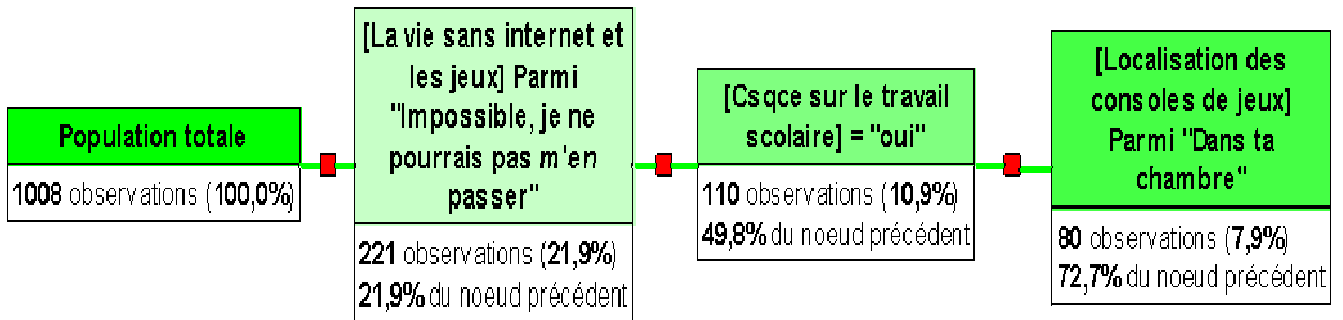 Population totale
1008 observations (100,0%)
[La vie sans internet et
les jeux] Parmi
"Impossible, je ne
pourrais pas m'en
passer"
221 observations (21,9%)
21,9% du noeud précédent
[Csqce sur le travail
scolaire] = "oui"
110 observations (10,9%)
49,8% du noeud précédent
[Localisation des
consoles de jeux]
Parmi "Dans ta
chambre"
80 observations (7,9%)
72,7% du noeud précédent